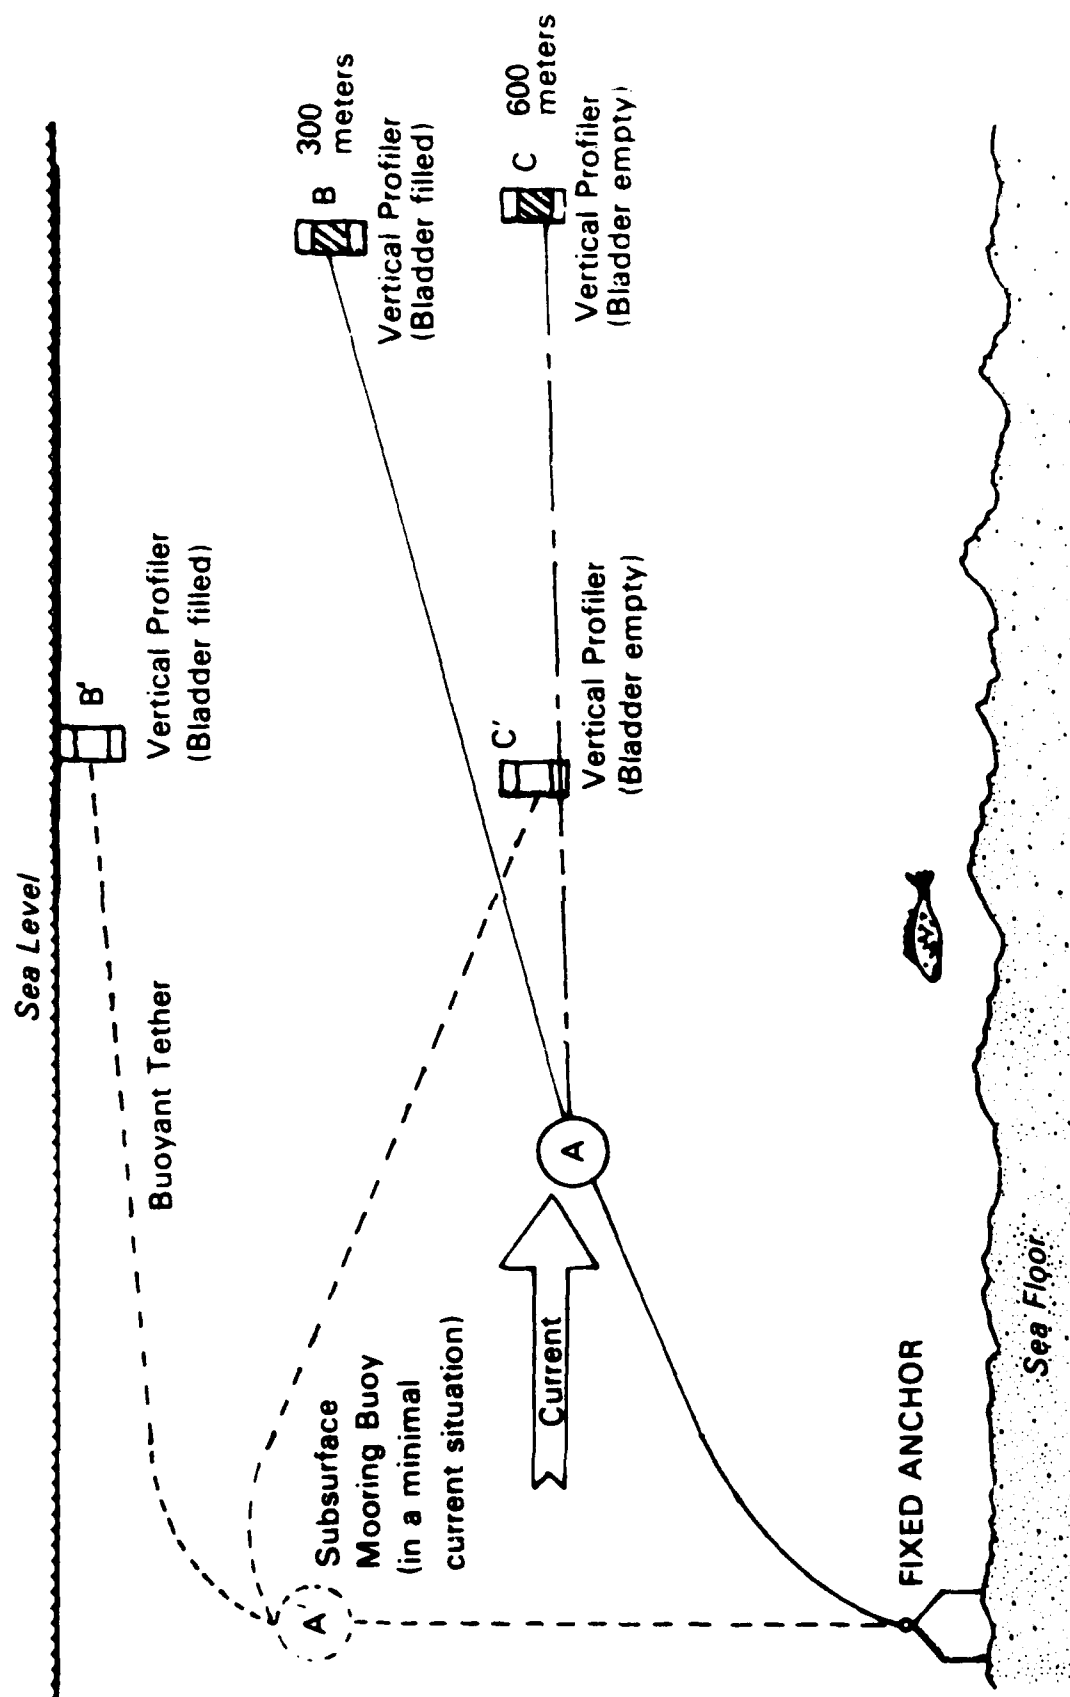 Sea Level
Buoyant Tether
B'
Vertical Profiler
(Bladder filled)
B
300
meters
Vertical Profiler
(Bladder filled)
A
Subsurface
Mooring Buoy
(in a minimal
current situation)
Current
A
C'
Vertical Profiler
(Bladder empty)
C
600
meters
Vertical Profiler
(Bladder empty)
FIXED ANCHOR
Sea Floor